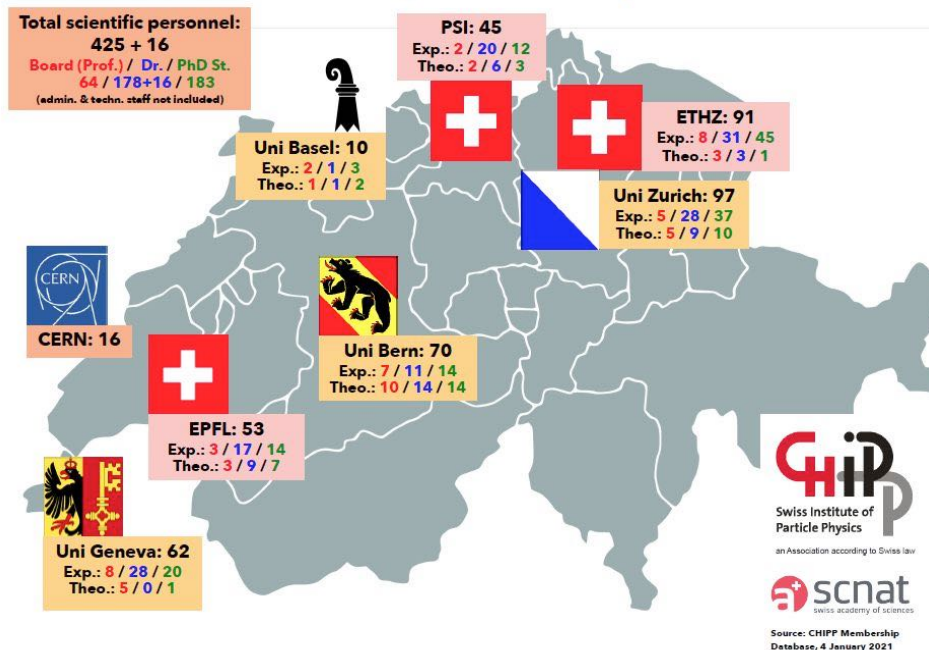 Total scientific personnel:
425 + 16
Board (Prof.) / Dr. / PhD St.
64 / 178+16 / 183
(admin. & techn. staff not included)
PSI: 45
Exp.: 2 / 20 / 12
Theo.: 2 / 6 / 3
ETHZ: 91
Exp.: 8 / 31 / 45
Theo.: 3 / 3 / 1
Uni Basel: 10
Exp.: 2 / 1 / 3
Theo.: 1 / 1 / 2
Uni Zurich: 97
Exp.: 5 / 28 / 37
Theo.: 5 / 9 / 10
CERN
CERN: 16
Uni Bern: 70
Exp.: 7 / 11 / 14
Theo.: 10 / 14 / 14
EPFL: 53
Exp.: 3 / 17 / 14
Theo.: 3 / 9 / 7
Uni Geneva: 62
Exp.: 8 / 28 / 20
Theo.: 5 / 0 / 1
CHiPP
Swiss Institute of
Particle Physics
an Association according to Swiss law
a+ scnat
swiss academy of sciences
Source: CHIPP Membership
Database, 4 January 2021